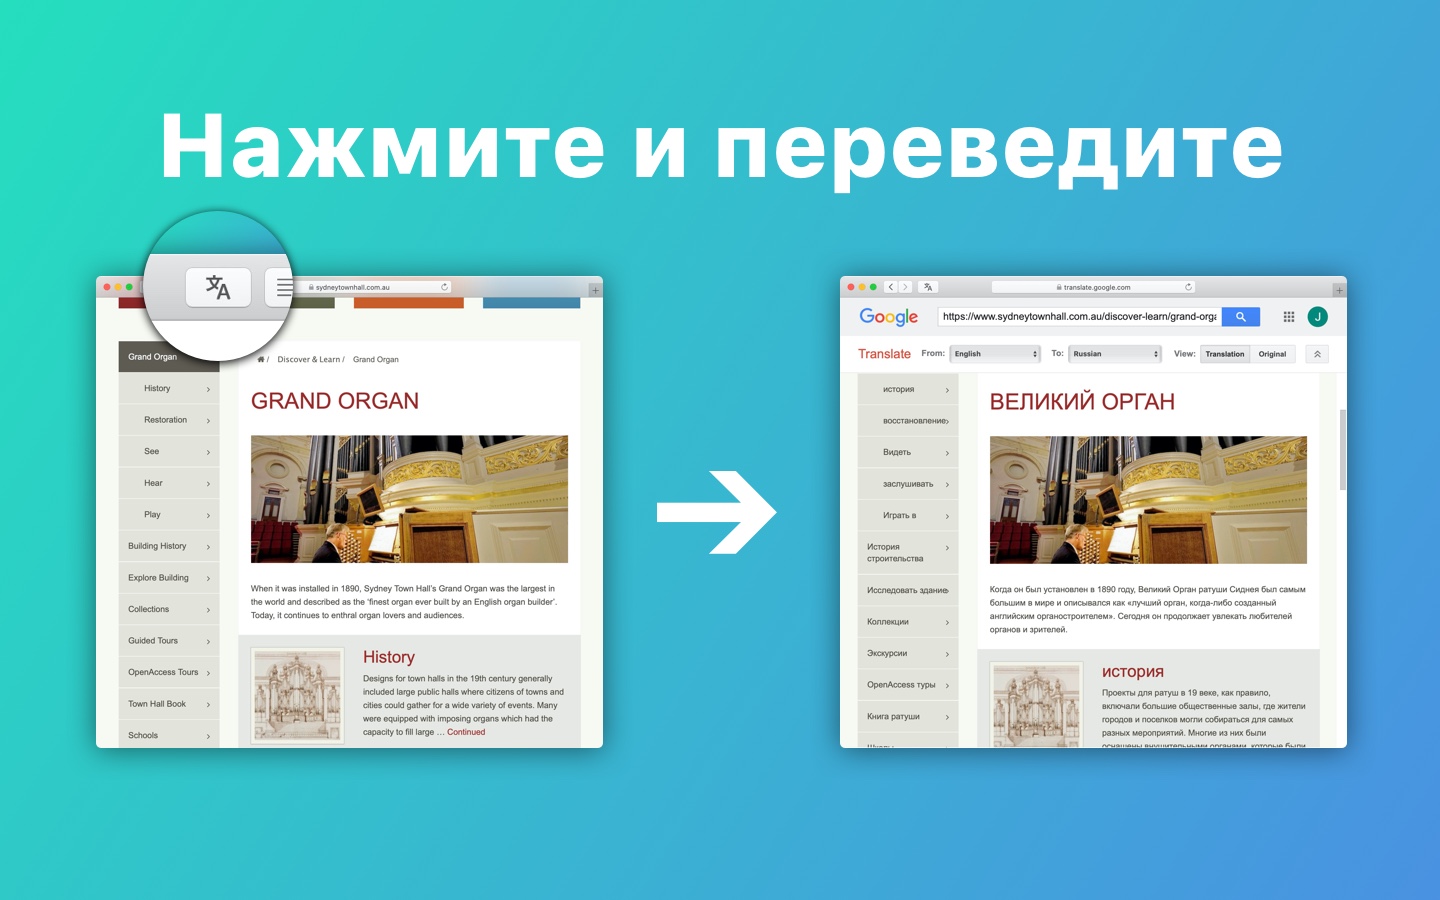 Нажмите и переведите
sydneytownhall.com.au
Grand Organ
History
Restoration
See
Hear
Play
Building History
Explore Building
Collections
Guided Tours
OpenAccess Tours
Town Hall Book
Schools
/ Discover & Learn / Grand Organ
GRAND ORGAN
When it was installed in 1890, Sydney Town Hall's Grand Organ was the largest in
the world and described as the 'finest organ ever built by an English organ builder'.
Today, it continues to enthral organ lovers and audiences.
History
Designs for town halls in the 19th century generally
included large public halls where citizens of towns and
cities could gather for a wide variety of events. Many
were equipped with imposing organs which had the
capacity to fill large … Continued
translate.google.com
Google
https://www.sydneytownhall.com.au/discover-learn/grand-orga
J
Translate From: English To: Russian View: Translation Original
история
восстановление
Видеть
заслушивать
Играть в
История
строительства
Исследовать здание
Коллекции
Экскурсии
OpenAccess туры
Книга ратуши
ВЕЛИКИЙ ОРГАН
Когда он был установлен в 1890 году, Великий Орган ратуши Сиднея был самым
большим в мире и описывался как «лучший орган, когда-либо созданный
английским органостроителем». Сегодня он продолжает увлекать любителей
органов и зрителей.
история
Проекты для ратуш в 19 веке, как правило,
включали большие общественные залы, где жители
городов и поселков могли собираться для самых
разных мероприятий. Многие из них были
оснащены внушительными органами, которые были